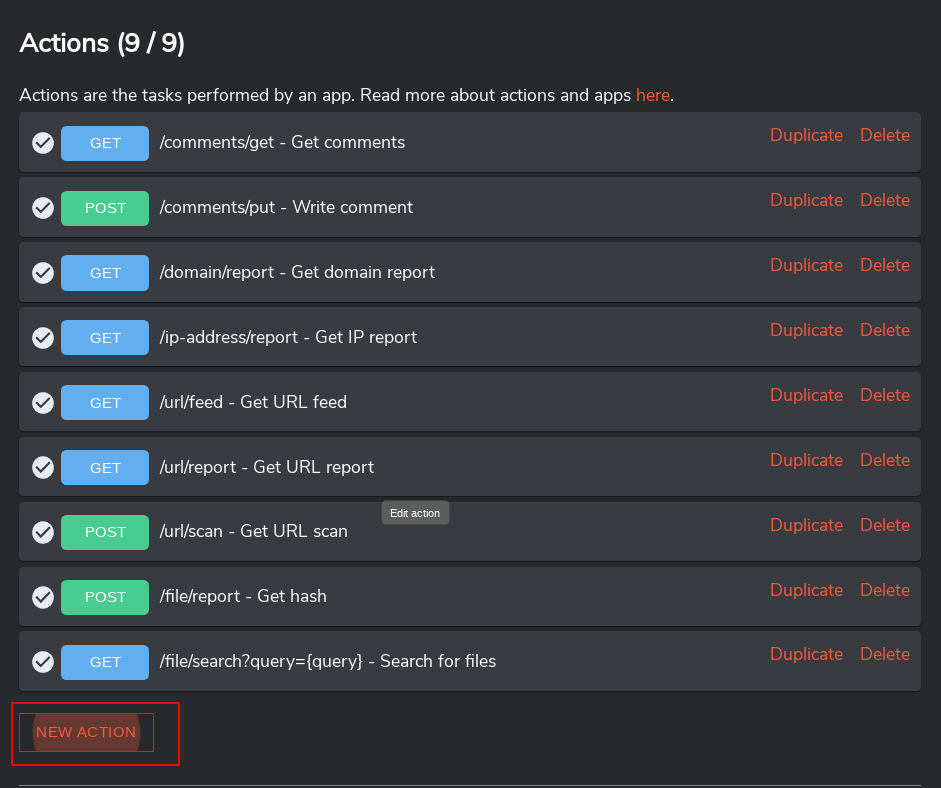 Actions (9 / 9)
Actions are the tasks performed by an app. Read more about actions and apps here.
GET /comments/get - Get comments Duplicate Delete
POST /comments/put - Write comment Duplicate Delete
GET /domain/report - Get domain report Duplicate Delete
GET /ip-address/report - Get IP report Duplicate Delete
GET /url/feed - Get URL feed Duplicate Delete
GET /url/report - Get URL report Duplicate Delete
Edit action
POST /url/scan - Get URL scan Duplicate Delete
POST /file/report - Get hash Duplicate Delete
GET /file/search?query={query} - Search for files Duplicate Delete
NEW ACTION